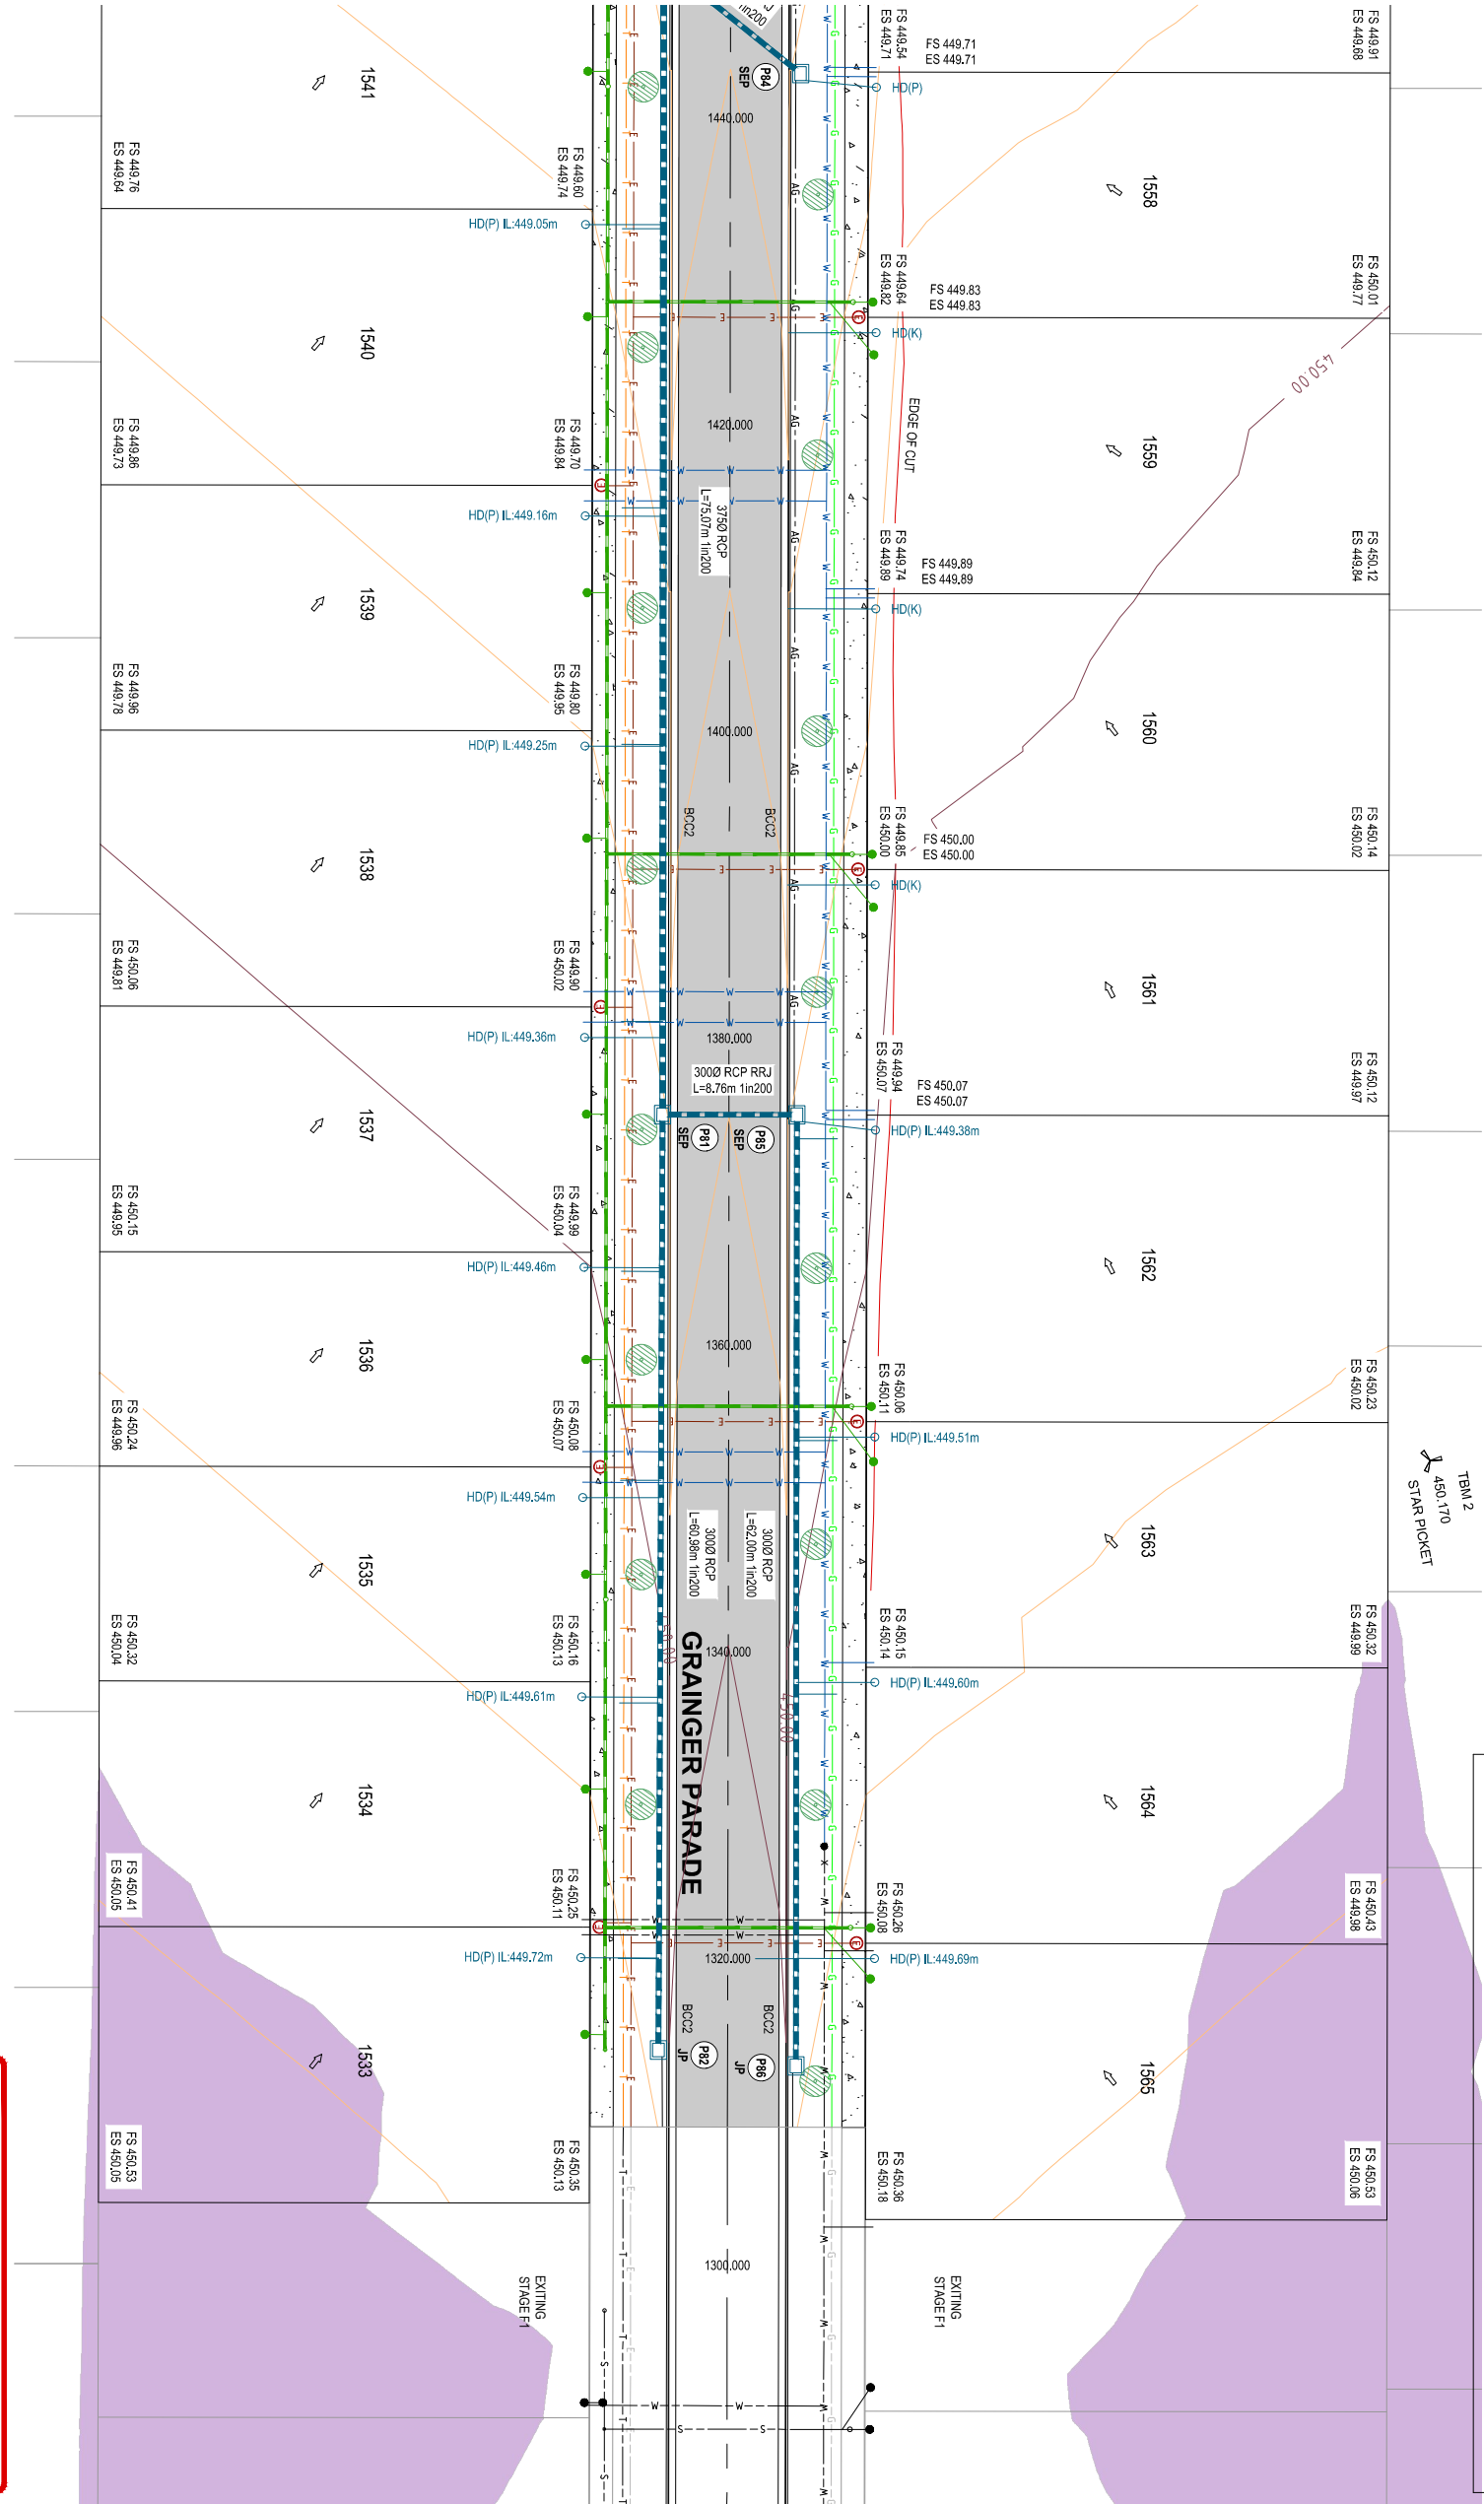 FS 449.91
ES 449.68
FS 449.71
ES 449.71
FS 449.54
ES 449.71
in200
P84
SEP
HD(P)
1541
1440.000
1558
FS 449.76
ES 449.64
FS 449.60
ES 449.74
HD(P) IL:449.05m
FS 449.64
ES 449.82
FS 449.83
ES 449.83
FS 450.01
ES 449.77
HD(K)
1540
450.00
EDGE OF CUT
1420.000
1559
FS 449.86
ES 449.73
FS 449.70
ES 449.84
HD(P) IL:449.16m
375Ø RCP
L=75.07m 1in200
FS 449.74
ES 449.89
FS 449.89
ES 449.89
FS 450.12
ES 449.84
HD(K)
1539
FS 449.96
ES 449.78
FS 449.80
ES 449.95
HD(P) IL:449.25m
1400.000
1560
BCC2
BCC2
FS 449.85
ES 450.00
FS 450.00
ES 450.00
FS 450.14
ES 450.02
HD(K)
1538
FS 450.06
ES 449.81
FS 449.90
ES 450.02
1561
HD(P) IL:449.36m
1380.000
300Ø RCP RRJ
L=8.76m 1in200
FS 449.94
ES 450.07
FS 450.07
ES 450.07
FS 450.12
ES 449.97
HD(P) IL:449.38m
1537
P81
SEP
P85
SEP
FS 450.15
ES 449.95
FS 449.99
ES 450.04
HD(P) IL:449.46m
1562
1536
1360.000
FS 450.06
ES 450.11
FS 450.23
ES 450.02
FS 450.24
ES 449.96
FS 450.08
ES 450.07
HD(P) IL:449.51m
HD(P) IL:449.54m
TBM 2
450.170
STAR PICKET
300Ø RCP
L=60.98m 1in200
300Ø RCP
L=62.00m 1in200
1535
1563
FS 450.32
ES 450.04
FS 450.16
ES 450.13
1340.000
FS 450.15
ES 450.14
FS 450.32
ES 449.99
HD(P) IL:449.61m
HD(P) IL:449.60m
450.00
GRAINGER PARADE
1534
1564
FS 450.41
ES 450.05
FS 450.25
ES 450.11
FS 450.26
ES 450.08
FS 450.43
ES 449.98
HD(P) IL:449.72m
1320.000
HD(P) IL:449.69m
BCC2
BCC2
1533
P82
JP
P86
JP
1565
FS 450.53
ES 450.05
FS 450.35
ES 450.13
FS 450.36
ES 450.18
FS 450.53
ES 450.06
1300.000
EXITING
STAGE F1
EXITING
STAGE F1